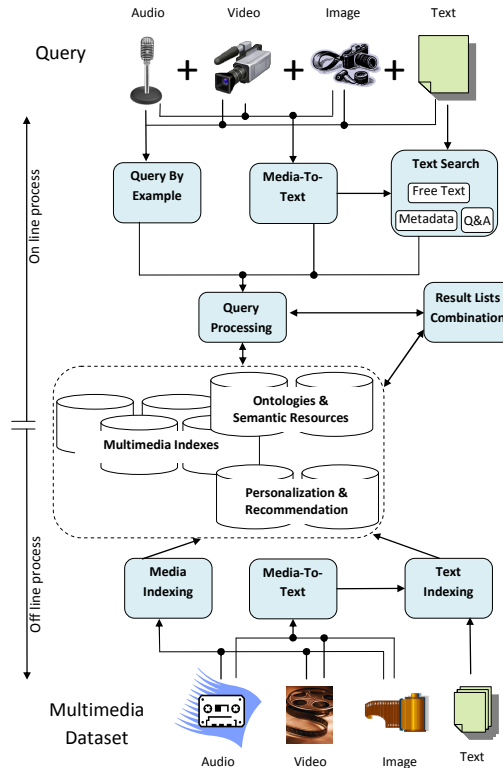 Audio
Video
Image
Text
Query
On line process
Query By
Example
Media-To-
Text
Text Search
Free Text
Metadata
Q&A
Query
Processing
Result Lists
Combination
Ontologies &
Semantic Resources
Multimedia Indexes
Personalization &
Recommendation
Off line process
Media
Indexing
Media-To-
Text
Text
Indexing
Multimedia
Dataset
Audio
Video
Image
Text